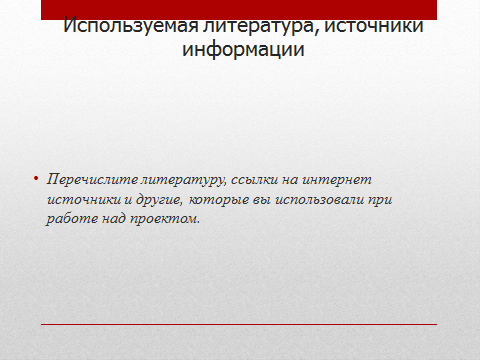 Используемая литература, источники
информации
• Перечислите литературу, ссылки на интернет
источники и другие, которые вы использовали при
работе над проектом.